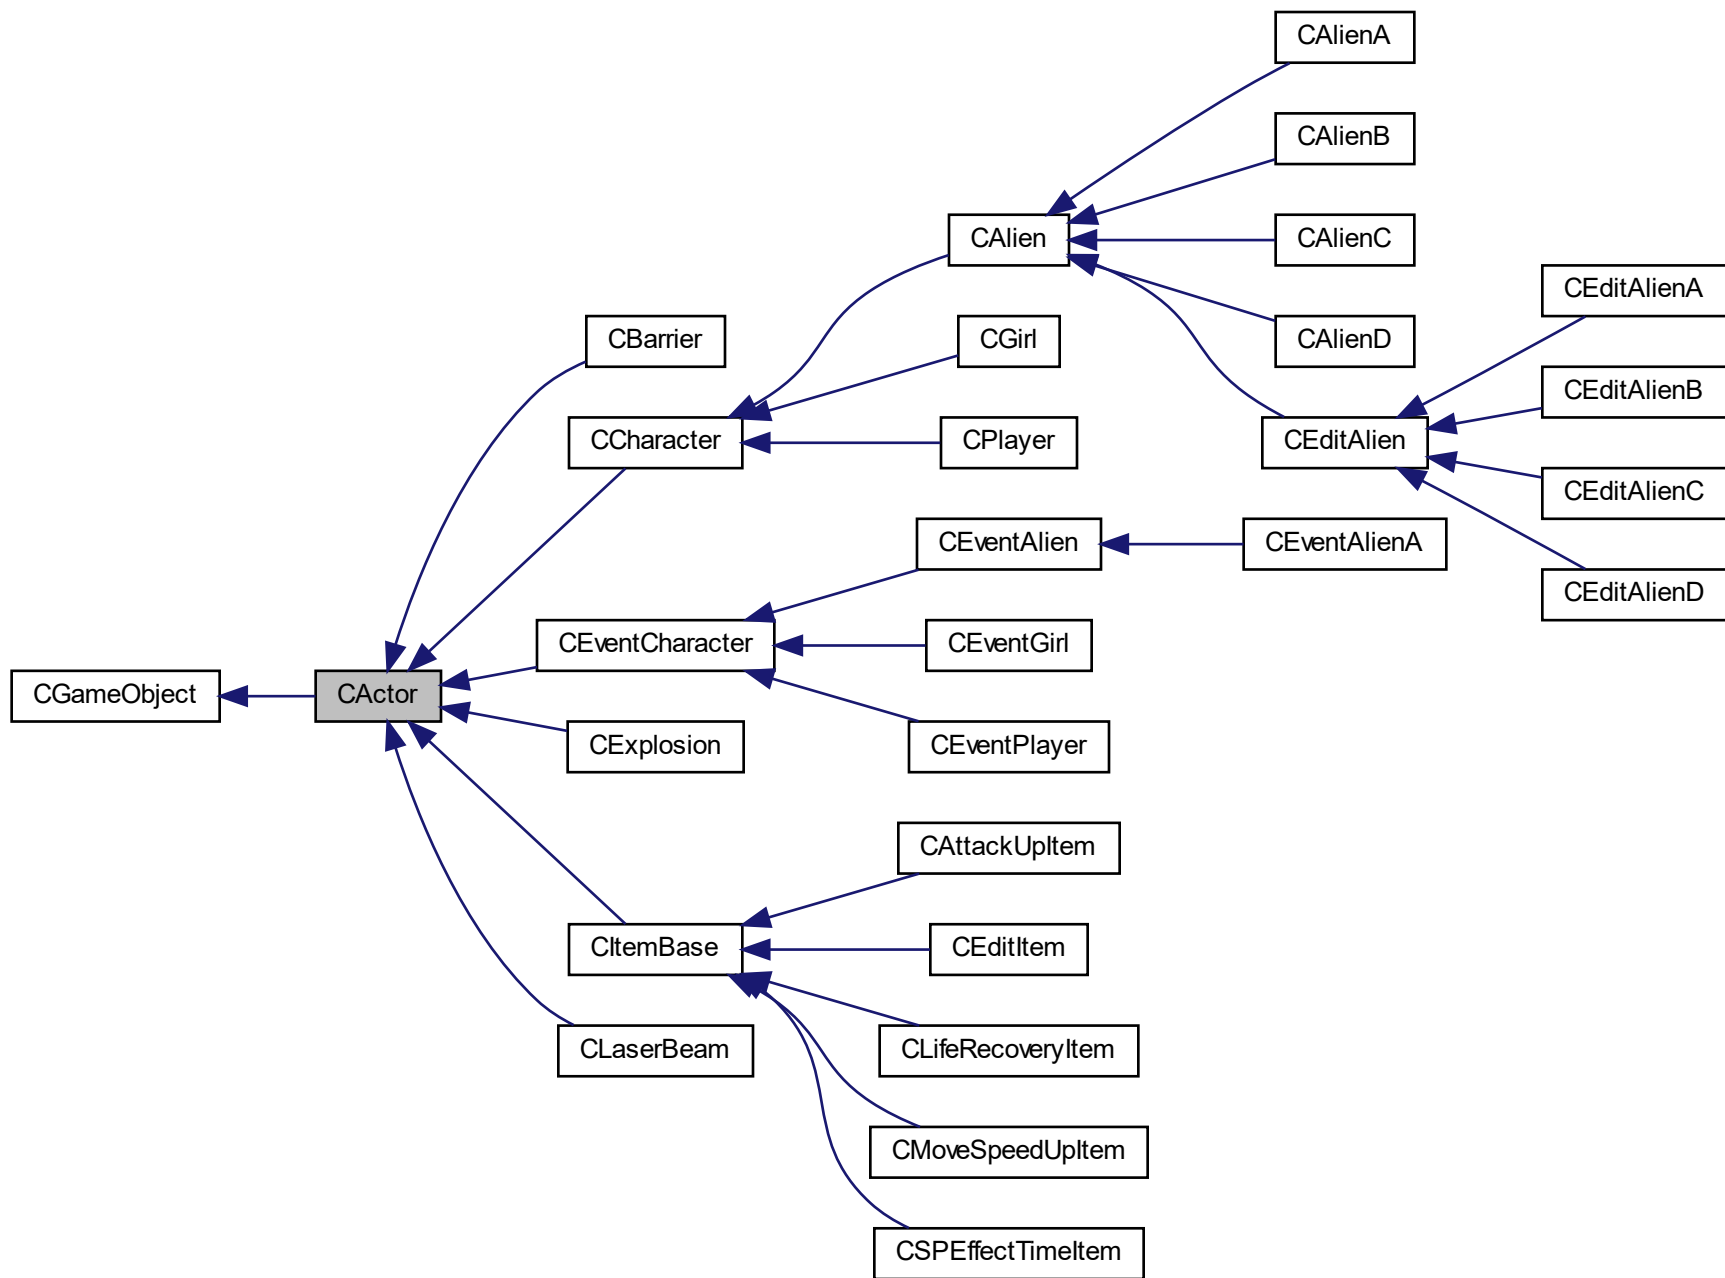 CAlienA
CAlienB
CAlien
CAlienC
CEditAlienA
CBarrier
CGirl
CAlienD
CEditAlienB
CCharacter
CPlayer
CEditAlien
CEditAlienC
CEventAlien
CEventAlienA
CEditAlienD
CEventCharacter
CEventGirl
CGameObject
CActor
CExplosion
CEventPlayer
CAttackUpItem
CItemBase
CEditItem
CLaserBeam
CLifeRecoveryItem
CMoveSpeedUpItem
CSPEffectTimeItem